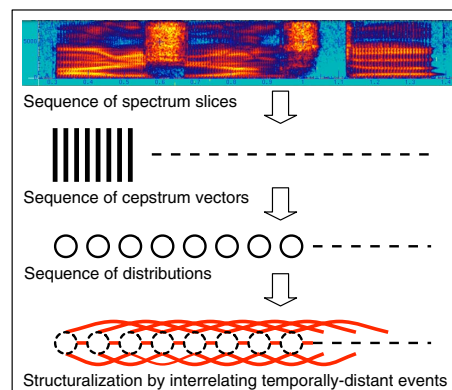 Sequence of spectrum slices
Sequence of cepstrum vectors
Sequence of distributions
Structuralization by interrelating temporally-distant events